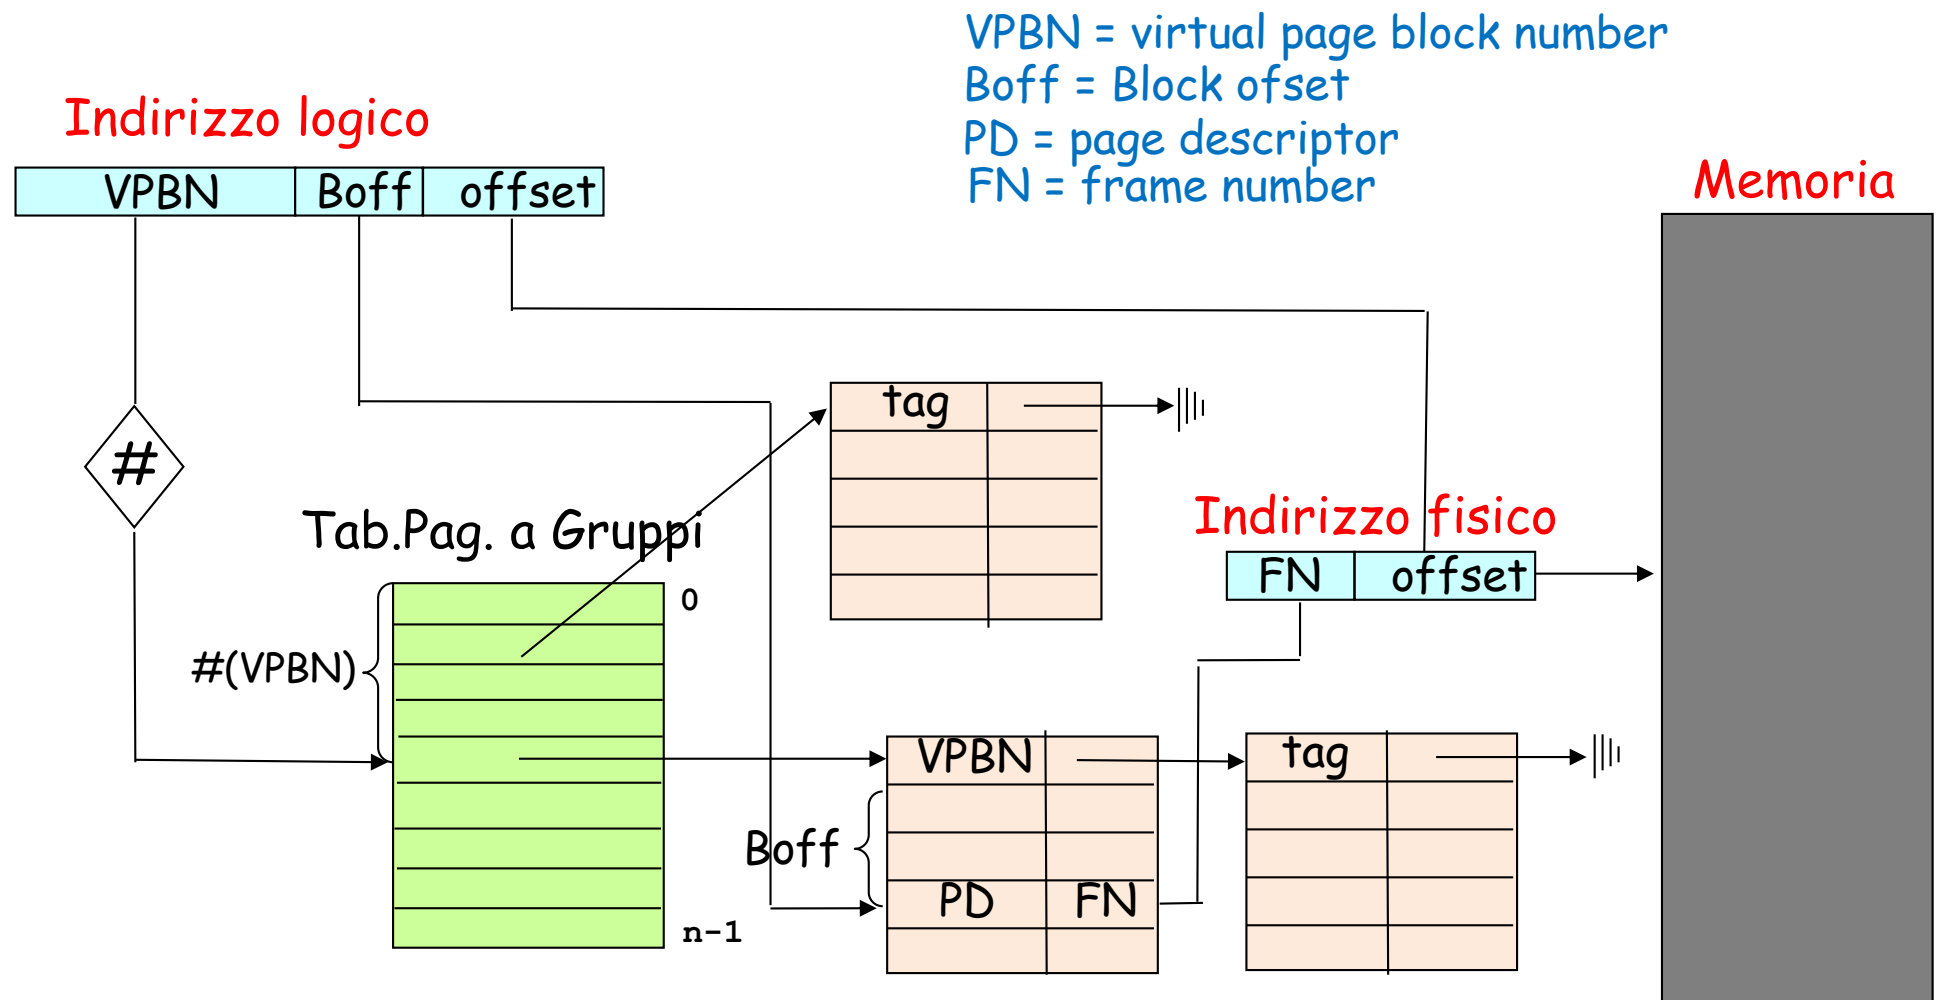 VPBN = virtual page block number
Boff = Block ofset
PD = page descriptor
FN = frame number
Indirizzo logico
VPBN Boff offset
Memoria
#
tag
Tab.Pag. a Gruppi
Indirizzo fisico
FN offset
0
#(VPBN)
VPBN
tag
Boff
PD FN
n-1